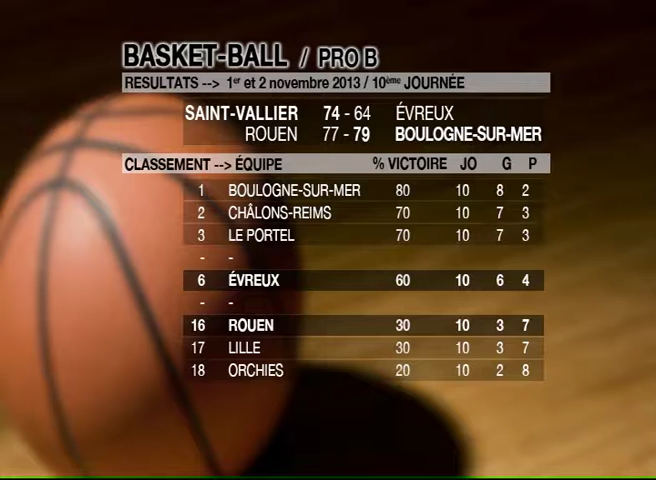 BASKET-BALL / PRO B
RESULTATS --> 1er et 2 novembre 2013 / 10ème JOURNÉE
SAINT-VALLIER 74 - 64 ÉVREUX
ROUEN 77 - 79 BOULOGNE-SUR-MER
CLASSEMENT --> ÉQUIPE % VICTOIRE JO G P
1 BOULOGNE-SUR-MER 80 10 8 2
2 CHÂLONS-REIMS 70 10 7 3
3 LE PORTEL 70 10 7 3
- -
6 ÉVREUX 60 10 6 4
- -
16 ROUEN 30 10 3 7
17 LILLE 30 10 3 7
18 ORCHIES 20 10 2 8